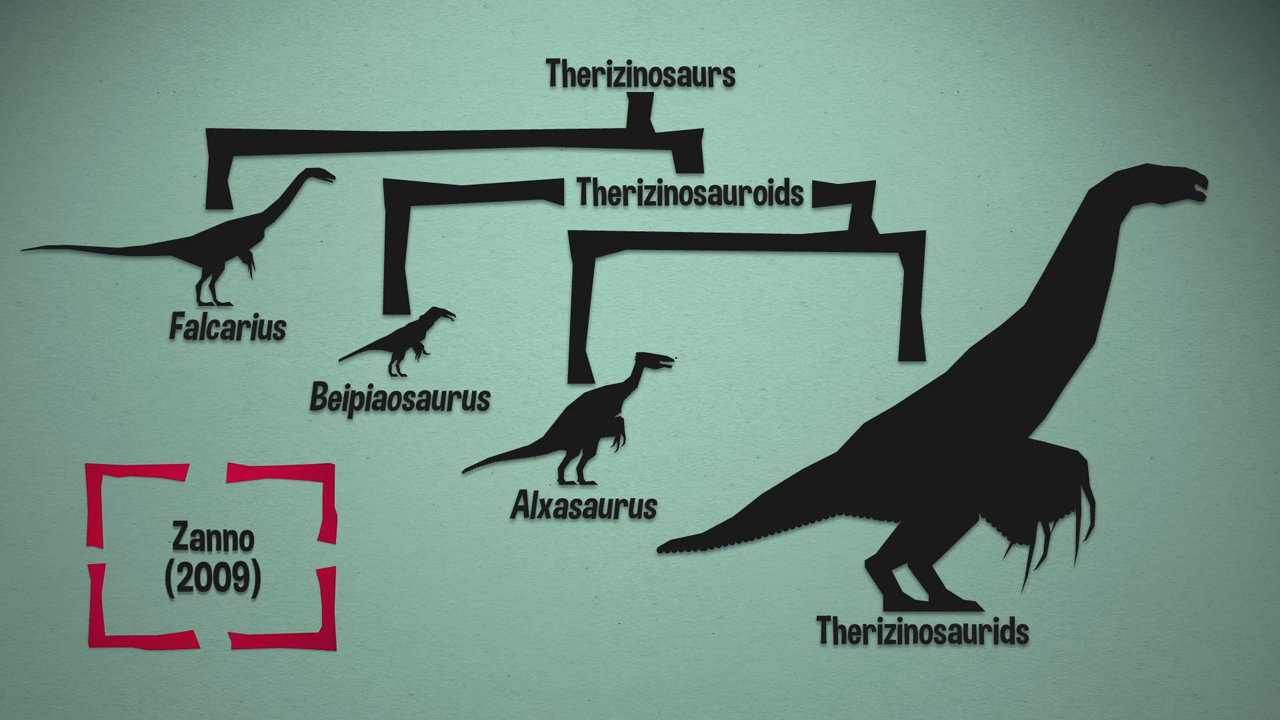 Therizinosaurs
Therizinosauroids
Falcarius
Beipiaosaurus
Alxasaurus
Zanno
(2009)
Therizinosaurids